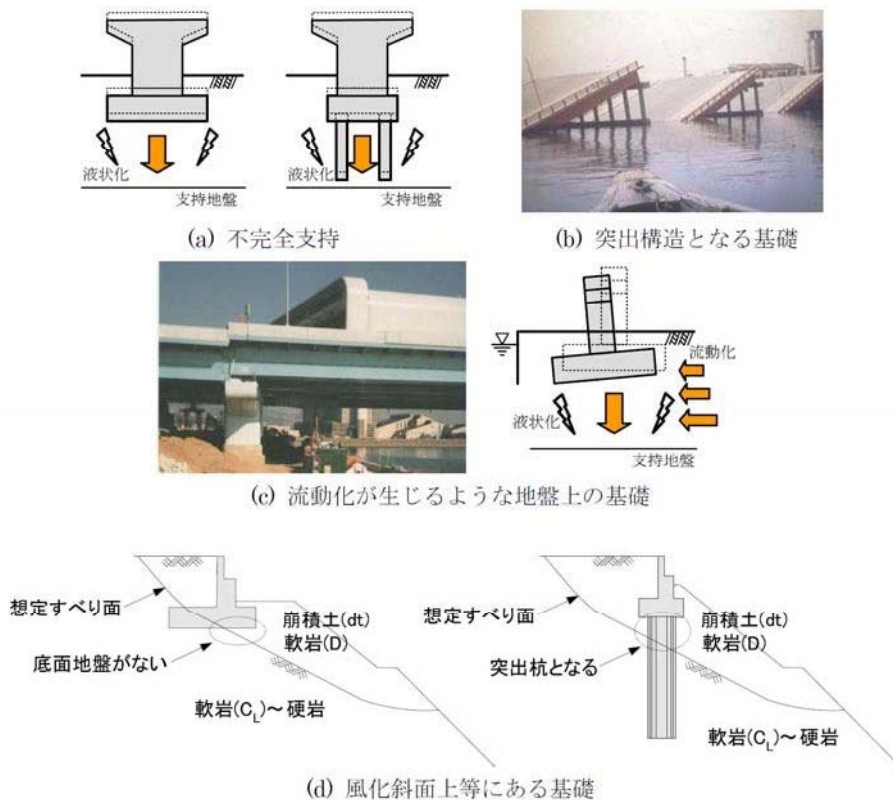 液状化
支持地盤
液状化
支持地盤
(a) 不完全支持
(b) 突出構造となる基礎
流動化
液状化
支持地盤
(c) 流動化が生じるような地盤上の基礎
想定すべり面
底面地盤がない
崩積土(dt)
軟岩(D)
軟岩(CL)～硬岩
想定すべり面
突出杭となる
崩積土(dt)
軟岩(D)
軟岩(CL)～硬岩
(d) 風化斜面上等にある基礎